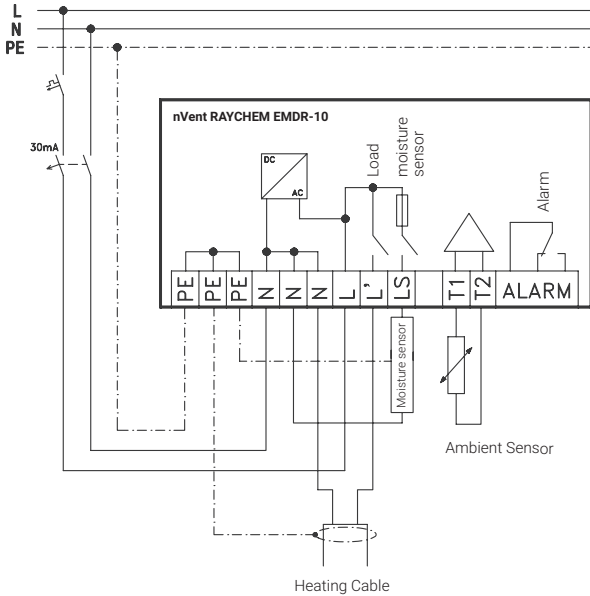 L
N
PE
nVent RAYCHEM EMDR-10
30mA
DC
AC
Load
moisture
sensor
Alarm
PE PE PE N N N L L' LS T1 T2 ALARM
Moisture sensor
Ambient Sensor
Heating Cable